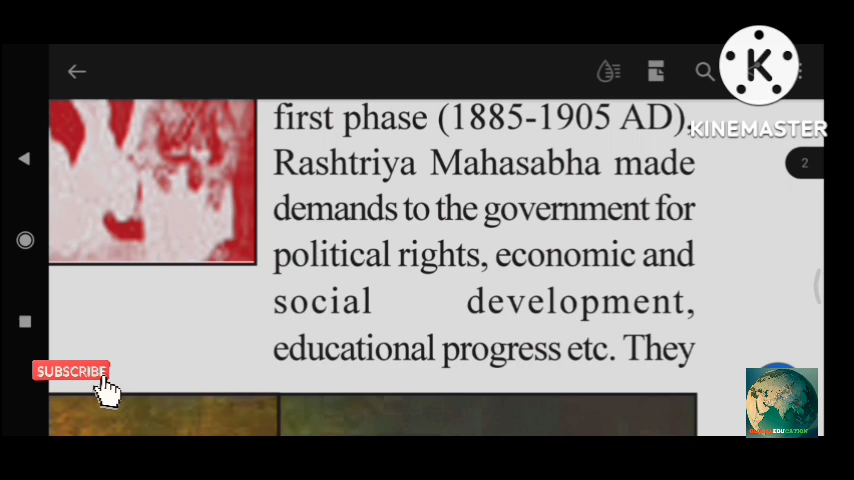 KINEMASTER
2
first phase (1885-1905 AD),
Rashtriya Mahasabha made
demands to the government for
political rights, economic and
social development,
educational progress etc. They
SUBSCRIBE
EDUCATION